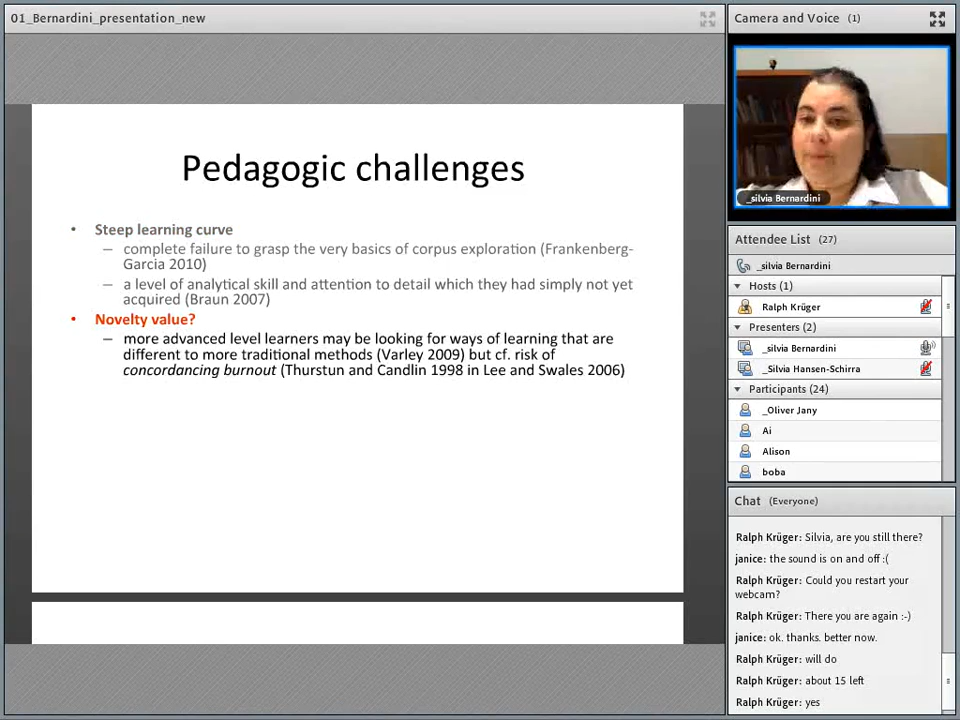 01_Bernardini_presentation_new
Pedagogic challenges
• Steep learning curve
– complete failure to grasp the very basics of corpus exploration (Frankenberg-
Garcia 2010)
– a level of analytical skill and attention to detail which they had simply not yet
acquired (Braun 2007)
• Novelty value?
– more advanced level learners may be looking for ways of learning that are
different to more traditional methods (Varley 2009) but cf. risk of
concordancing burnout (Thurstun and Candlin 1998 in Lee and Swales 2006)
Camera and Voice (1)
_silvia Bernardini
Attendee List (27)
_silvia Bernardini
Hosts (1)
Ralph Krüger
Presenters (2)
_silvia Bernardini
_Silvia Hansen-Schirra
Participants (24)
_Oliver Jany
Ai
Alison
boba
Chat (Everyone)
Ralph Krüger: Silvia, are you still there?
janice: the sound is on and off :(
Ralph Krüger: Could you restart your
webcam?
Ralph Krüger: There you are again :-)
janice: ok. thanks. better now.
Ralph Krüger: will do
Ralph Krüger: about 15 left
Ralph Krüger: yes